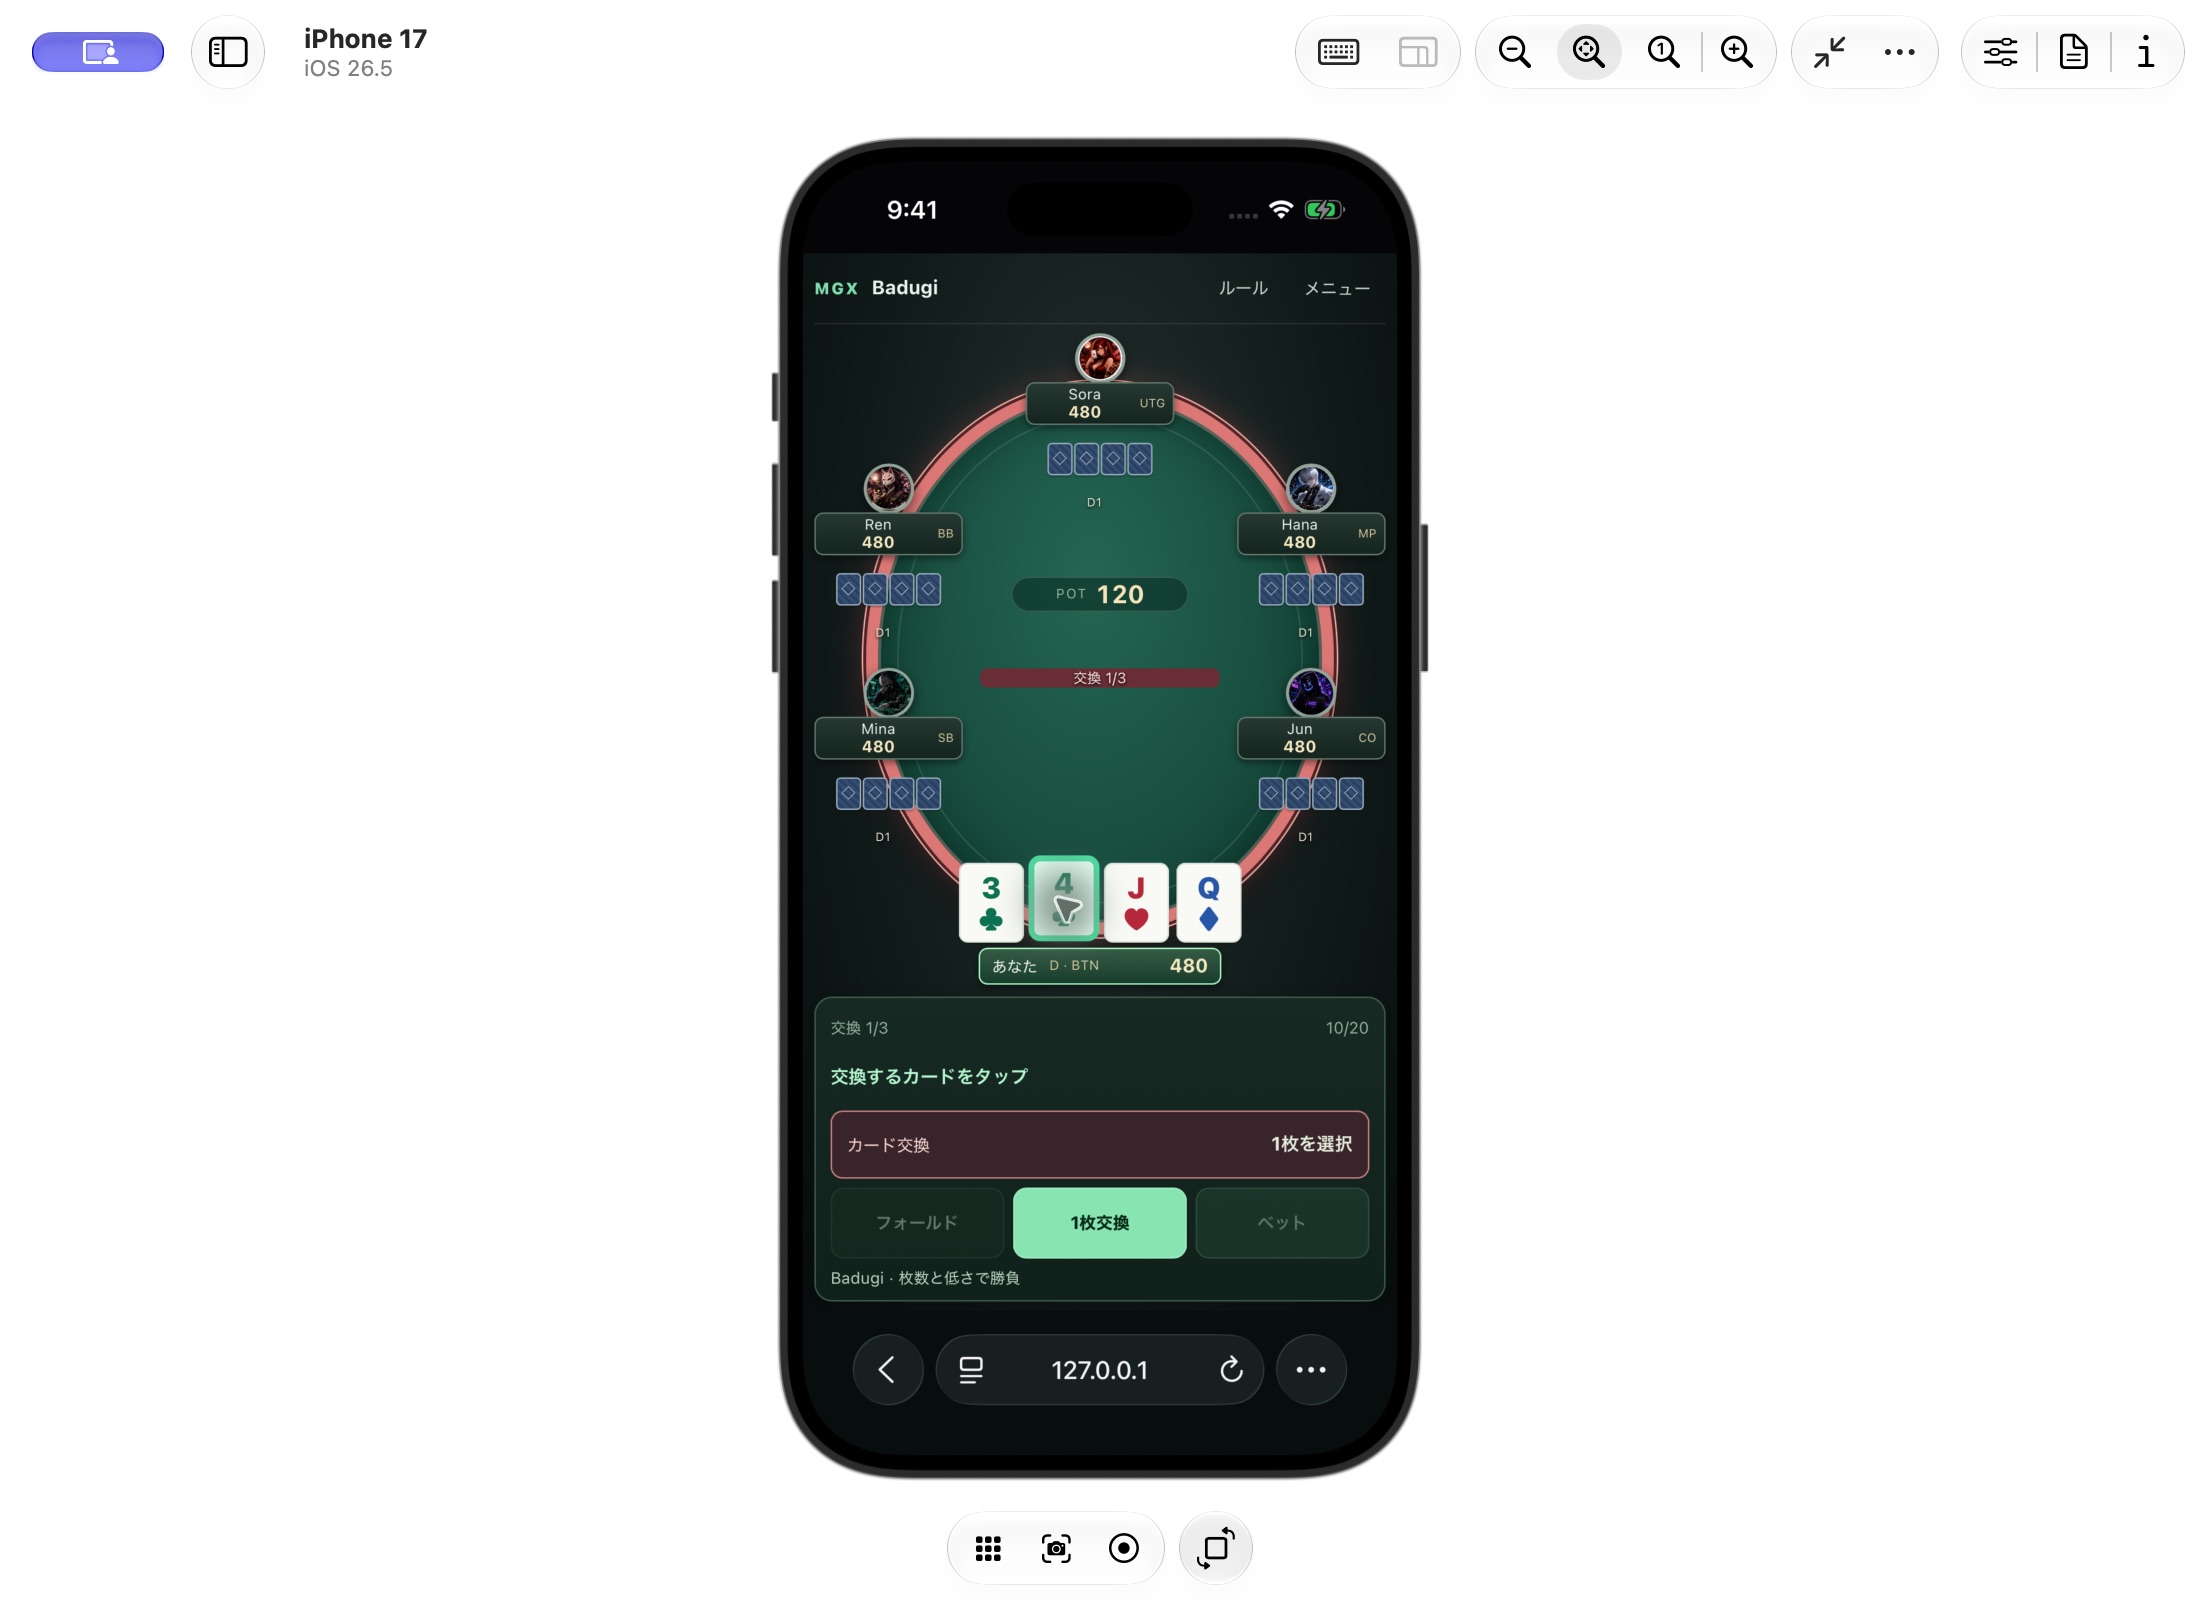 iPhone 17
iOS 26.5
9:41
MGX Badugi ルール メニュー
Sora
480 UTG
D1
Ren
480 BB
D1
Hana
480 MP
D1
POT 120
交換 1/3
Mina
480 SB
D1
Jun
480 CO
D1
3 4 J Q
あなた D · BTN 480
交換 1/3 10/20
交換するカードをタップ
カード交換 1枚を選択
フォールド 1枚交換 ベット
Badugi · 枚数と低さで勝負
127.0.0.1